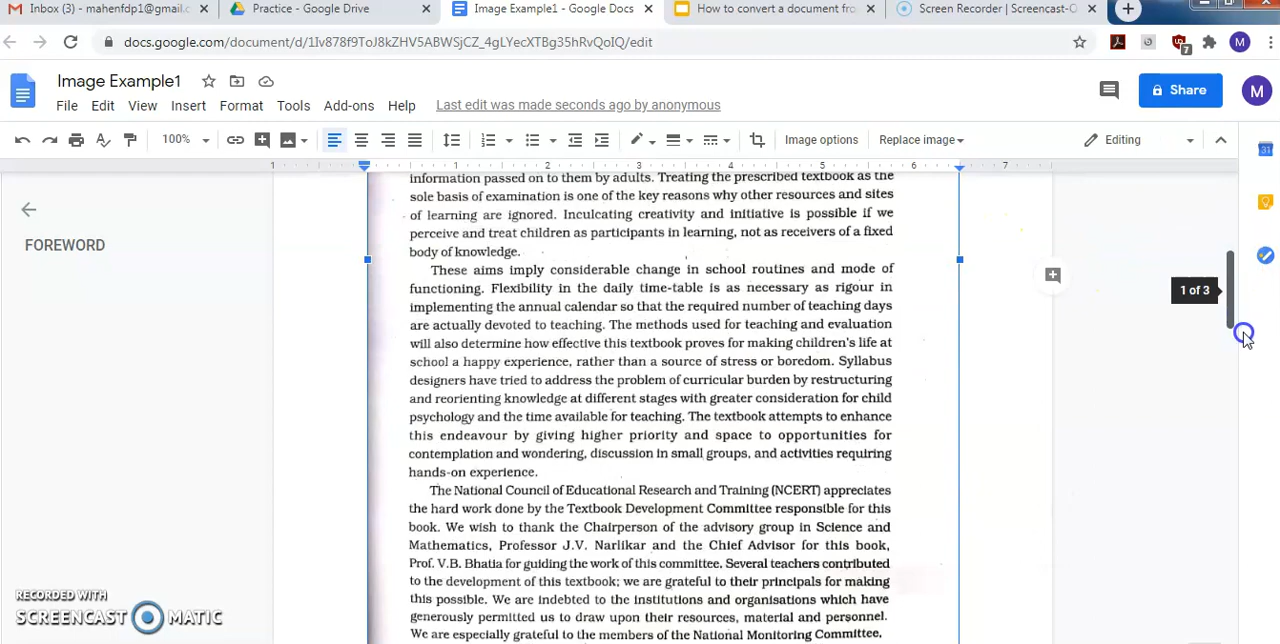 Inbox (3) - mahenfdp1@gmail.c
Practice - Google Drive
Image Example1 - Google Docs
How to convert a document fro
Screen Recorder | Screencast-O
docs.google.com/document/d/1Iv878f9ToJ8kZHV5ABWSjCZ_4gLYecXTBg35hRvQoIQ/edit
7
M
Image Example1
File Edit View Insert Format Tools Add-ons Help Last edit was made seconds ago by anonymous
Share
M
100%
Image options
Replace image
Editing
31
1 1 2 3 4 5 6 7
FOREWORD
1 of 3
information passed on to them by adults. Treating the prescribed textbook as the
sole basis of examination is one of the key reasons why other resources and sites
of learning are ignored. Inculcating creativity and initiative is possible if we
perceive and treat children as participants in learning, not as receivers of a fixed
body of knowledge.
These aims imply considerable change in school routines and mode of
functioning. Flexibility in the daily time-table is as necessary as rigour in
implementing the annual calendar so that the required number of teaching days
are actually devoted to teaching. The methods used for teaching and evaluation
will also determine how effective this textbook proves for making children's life at
school a happy experience, rather than a source of stress or boredom. Syllabus
designers have tried to address the problem of curricular burden by restructuring
and reorienting knowledge at different stages with greater consideration for child
psychology and the time available for teaching. The textbook attempts to enhance
this endeavour by giving higher priority and space to opportunities for
contemplation and wondering, discussion in small groups, and activities requiring
hands-on experience.
The National Council of Educational Research and Training (NCERT) appreciates
the hard work done by the Textbook Development Committee responsible for this
book. We wish to thank the Chairperson of the advisory group in Science and
Mathematics, Professor J.V. Narlikar and the Chief Advisor for this book,
Prof. V.B. Bhatia for guiding the work of this committee. Several teachers contributed
to the development of this textbook; we are grateful to their principals for making
this possible. We are indebted to the institutions and organisations which have
generously permitted us to draw upon their resources, material and personnel.
We are especially grateful to the members of the National Monitoring Committee,
RECORDED WITH
SCREENCAST MATIC